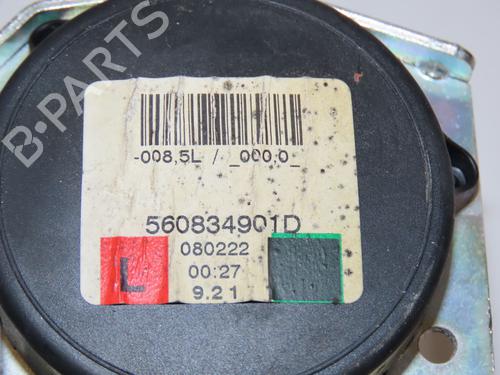 B-PARTS
-008,5L / _000,0_
560834901D
080222
L
00:27
9.21